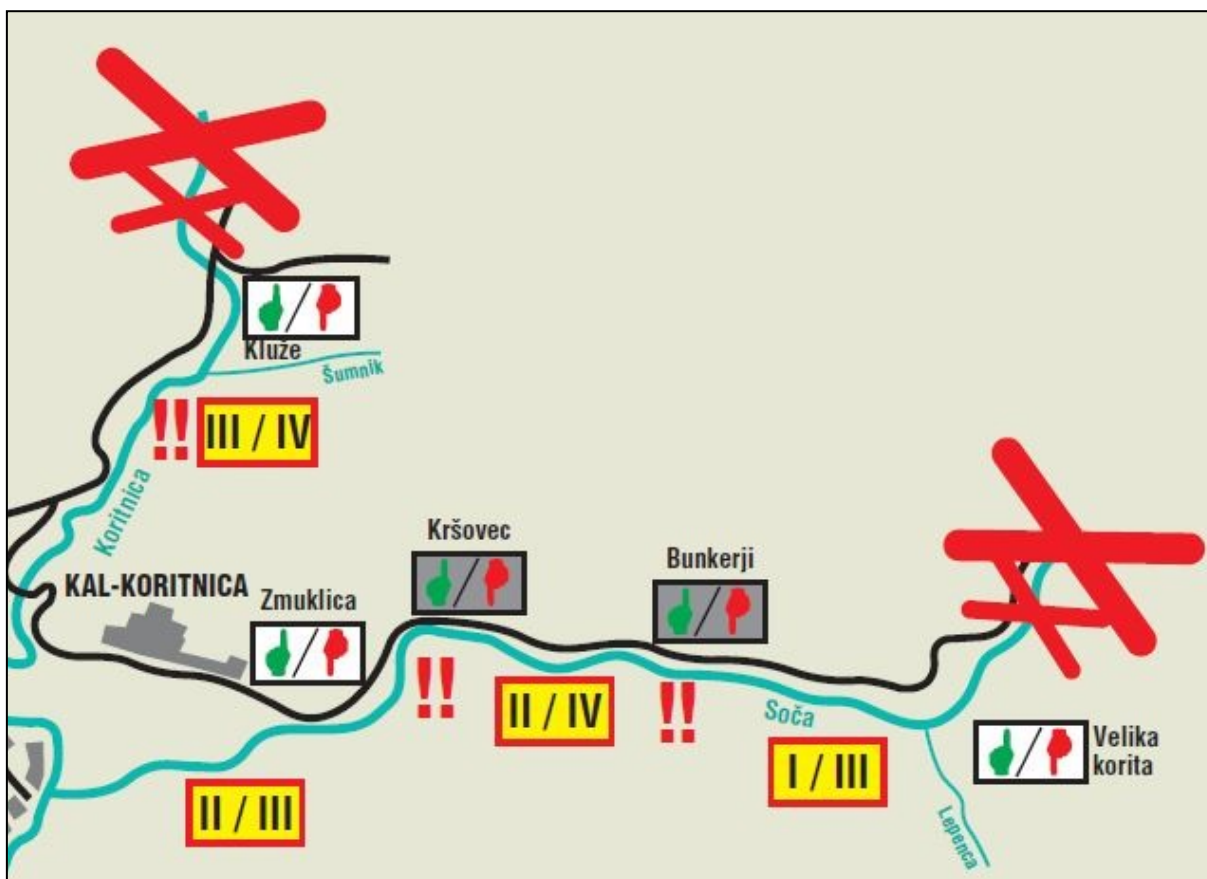 Kluže
Šumnik
!! III / IV
Koritnica
Kršovec
Bunkerji
KAL-KORITNICA
Zmuklica
!!
II / IV
!!
Soča
I / III
Velika
korita
II / III
Lepenca